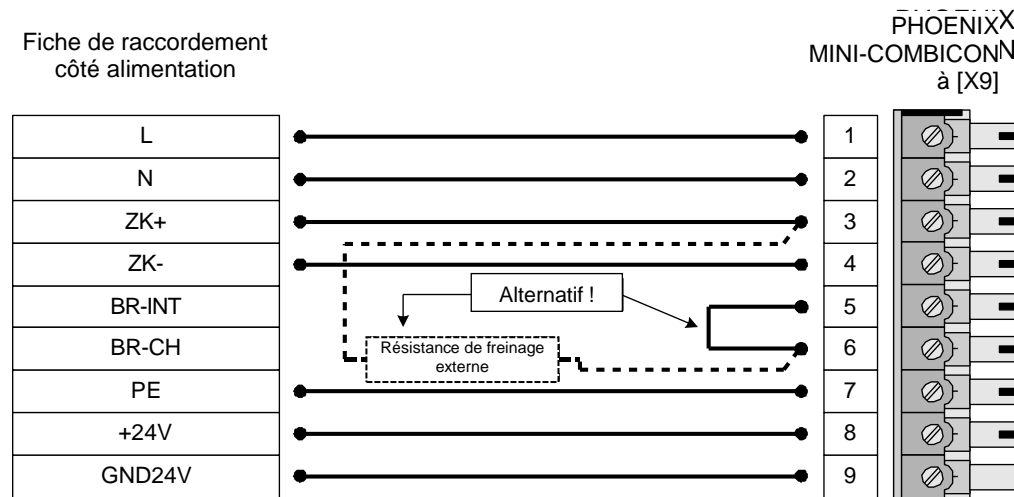 Fiche de raccordement
côté alimentation
PHOENIX
MINI-COMBICON
à [X9]
L 1
N 2
ZK+ 3
ZK- 4
BR-INT 5
Alternatif !
BR-CH 6
Résistance de freinage
externe
PE 7
+24V 8
GND24V 9